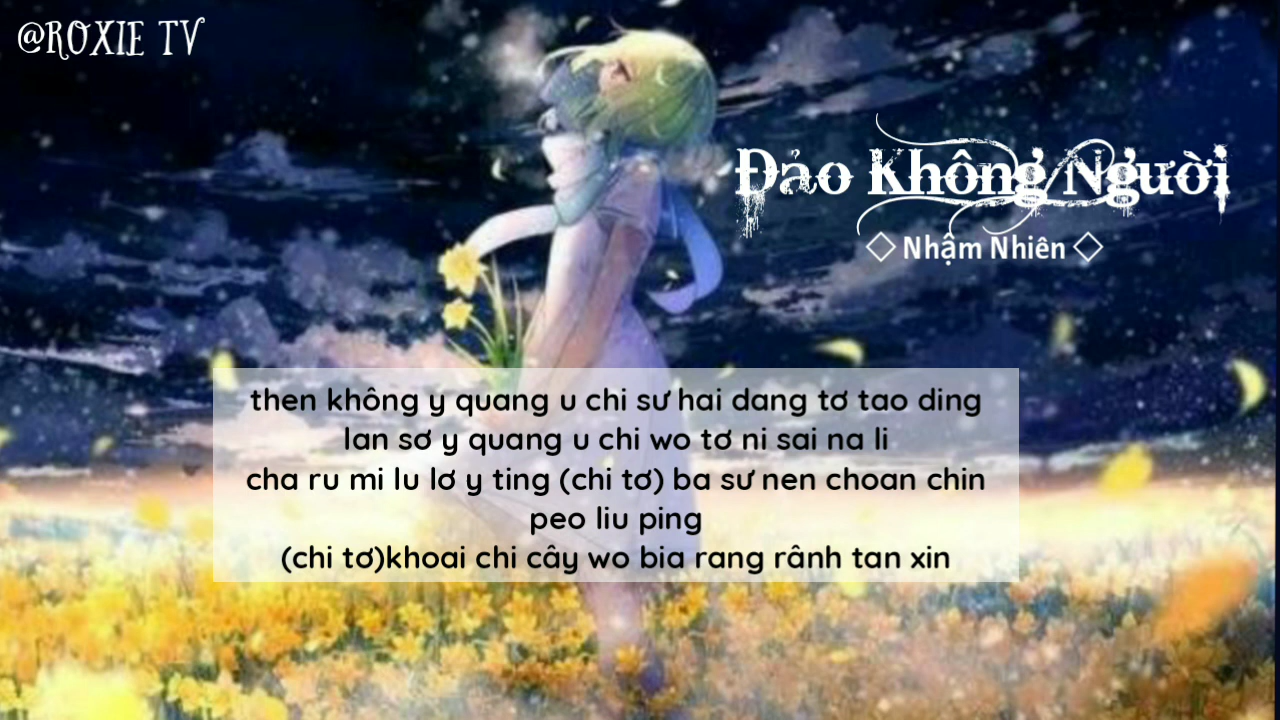 @ROXIE TV
Đảo Không Người
◇ Nhậm Nhiên ◇
then không y quang u chi sư hai dang tơ tao ding
lan sơ y quang u chi wo tơ ni sai na li
cha ru mi lu lơ y ting (chi tơ) ba sư nen choan chin
peo liu ping
(chi tơ)khoai chi cây wo bia rang rânh tan xin